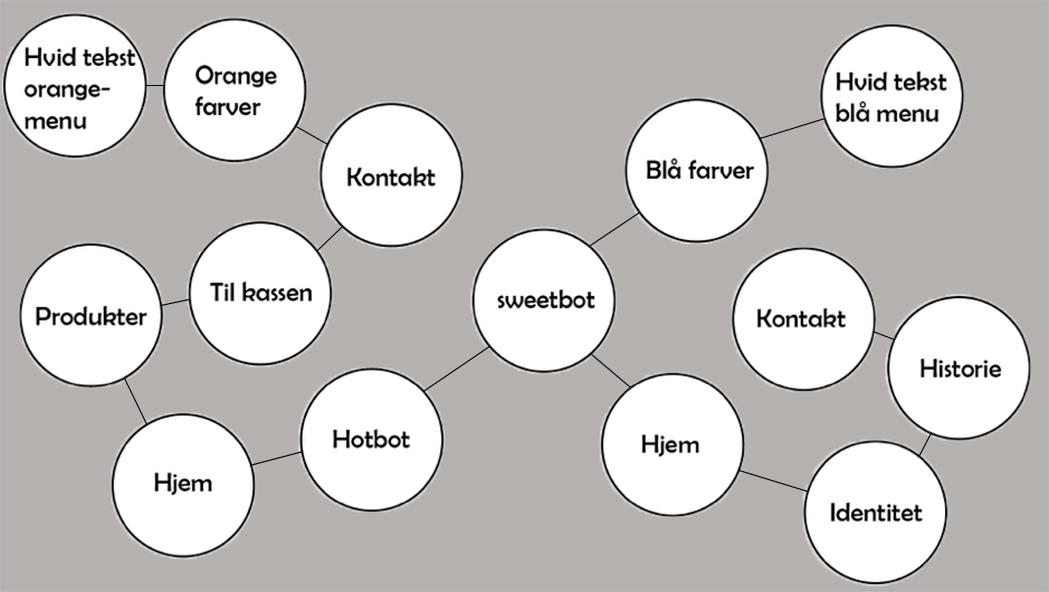 Hvid tekst
orange-
menu
Orange
farver
Kontakt
Til kassen
Produkter
Hjem
Hotbot
sweetbot
Blå farver
Hvid tekst
blå menu
Hjem
Identitet
Historie
Kontakt